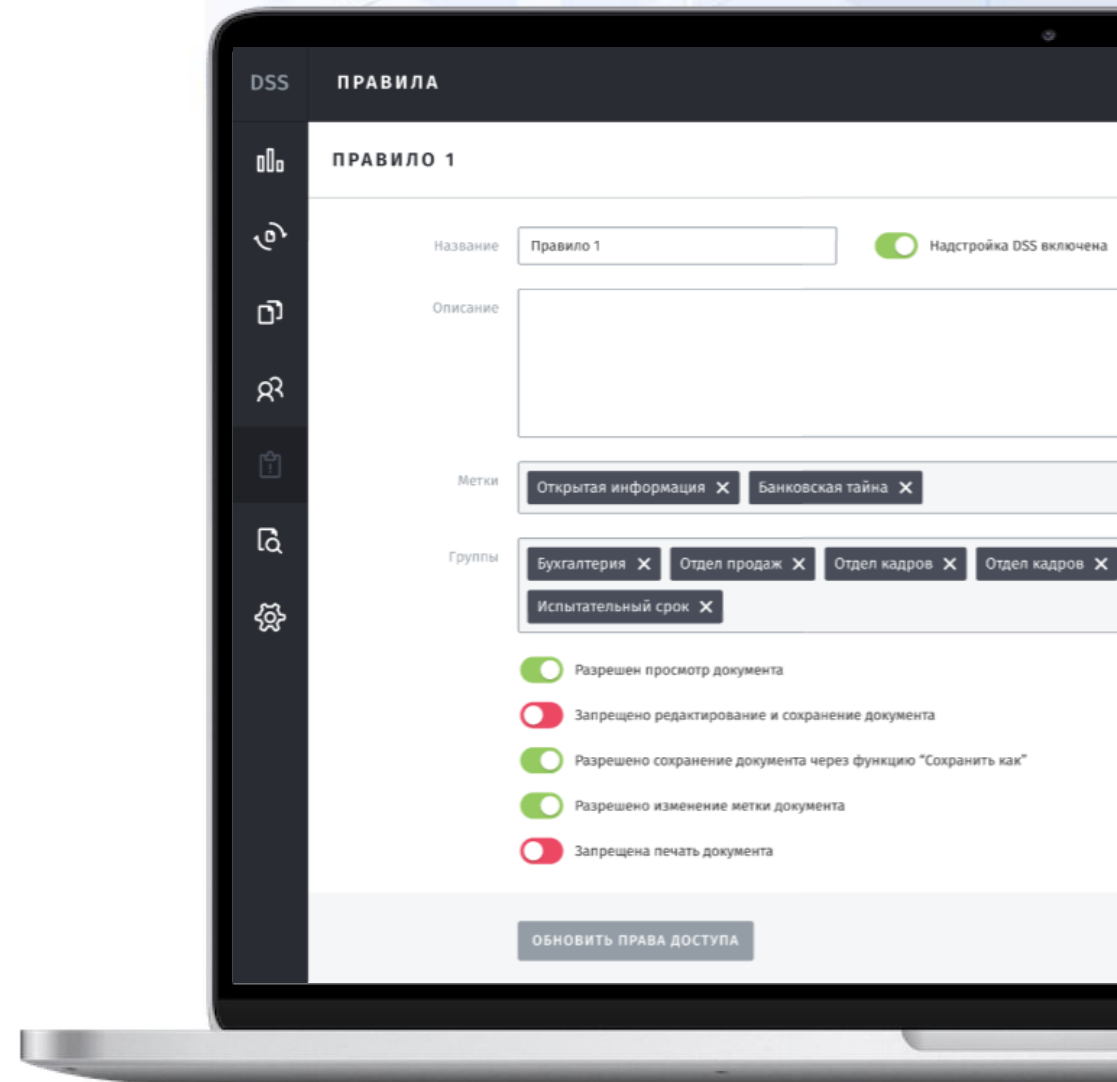 DSS ПРАВИЛА
ПРАВИЛО 1
Название Правило 1 Надстройка DSS включена
Описание
Метки Открытая информация Банковская тайна
Группы Бухгалтерия Отдел продаж Отдел кадров Отдел кадров
Испытательный срок
Разрешен просмотр документа
Запрещено редактирование и сохранение документа
Разрешено сохранение документа через функцию “Сохранить как”
Разрешено изменение метки документа
Запрещена печать документа
ОБНОВИТЬ ПРАВА ДОСТУПА